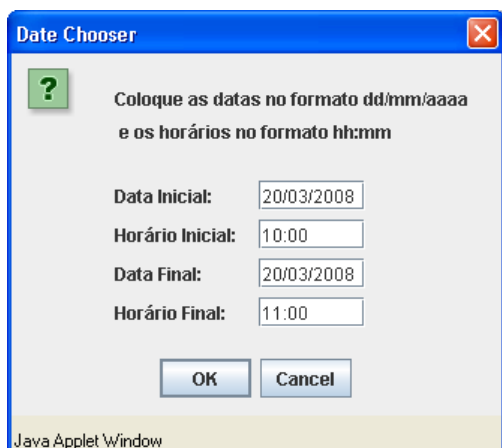 Date Chooser
?
Coloque as datas no formato dd/mm/aaaa
e os horários no formato hh:mm
Data Inicial: 20/03/2008
Horário Inicial: 10:00
Data Final: 20/03/2008
Horário Final: 11:00
OK Cancel
Java Applet Window